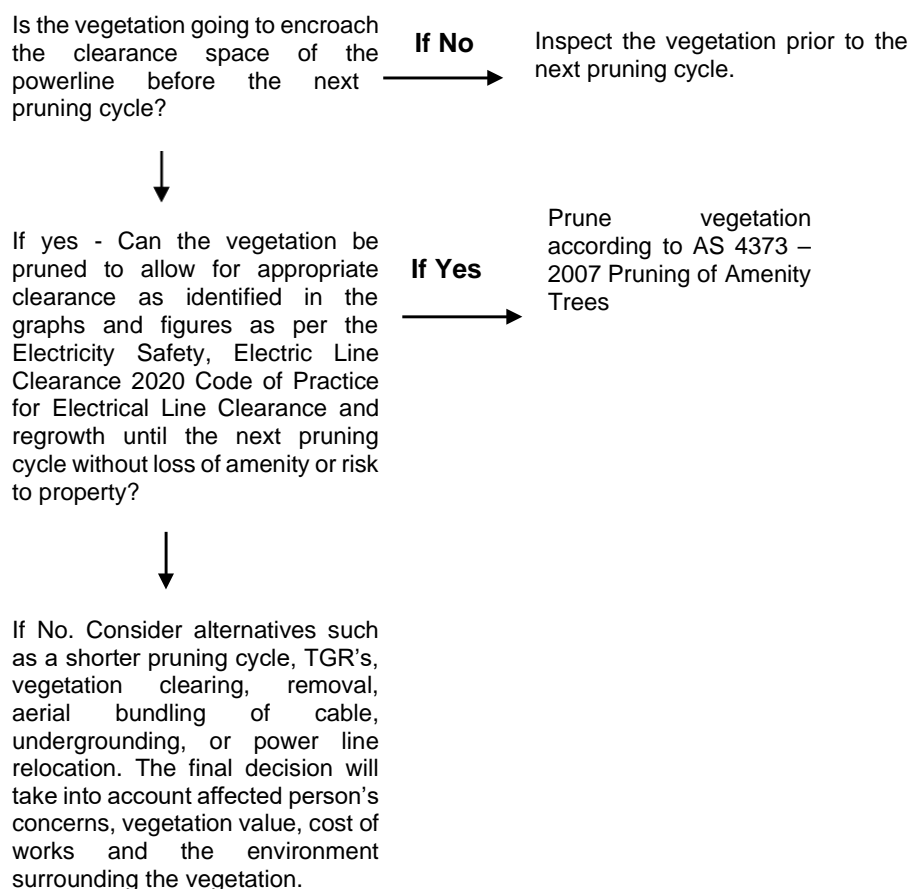 Is the vegetation going to encroach
the clearance space of the
powerline before the next
pruning cycle?
If No
Inspect the vegetation prior to the
next pruning cycle.
If yes - Can the vegetation be
pruned to allow for appropriate
clearance as identified in the
graphs and figures as per the
Electricity Safety, Electric Line
Clearance 2020 Code of Practice
for Electrical Line Clearance and
regrowth until the next pruning
cycle without loss of amenity or risk
to property?
If Yes
Prune vegetation
according to AS 4373 –
2007 Pruning of Amenity
Trees
If No. Consider alternatives such
as a shorter pruning cycle, TGR’s,
vegetation clearing, removal,
aerial bundling of cable,
undergrounding, or power line
relocation. The final decision will
take into account affected person’s
concerns, vegetation value, cost of
works and the environment
surrounding the vegetation.